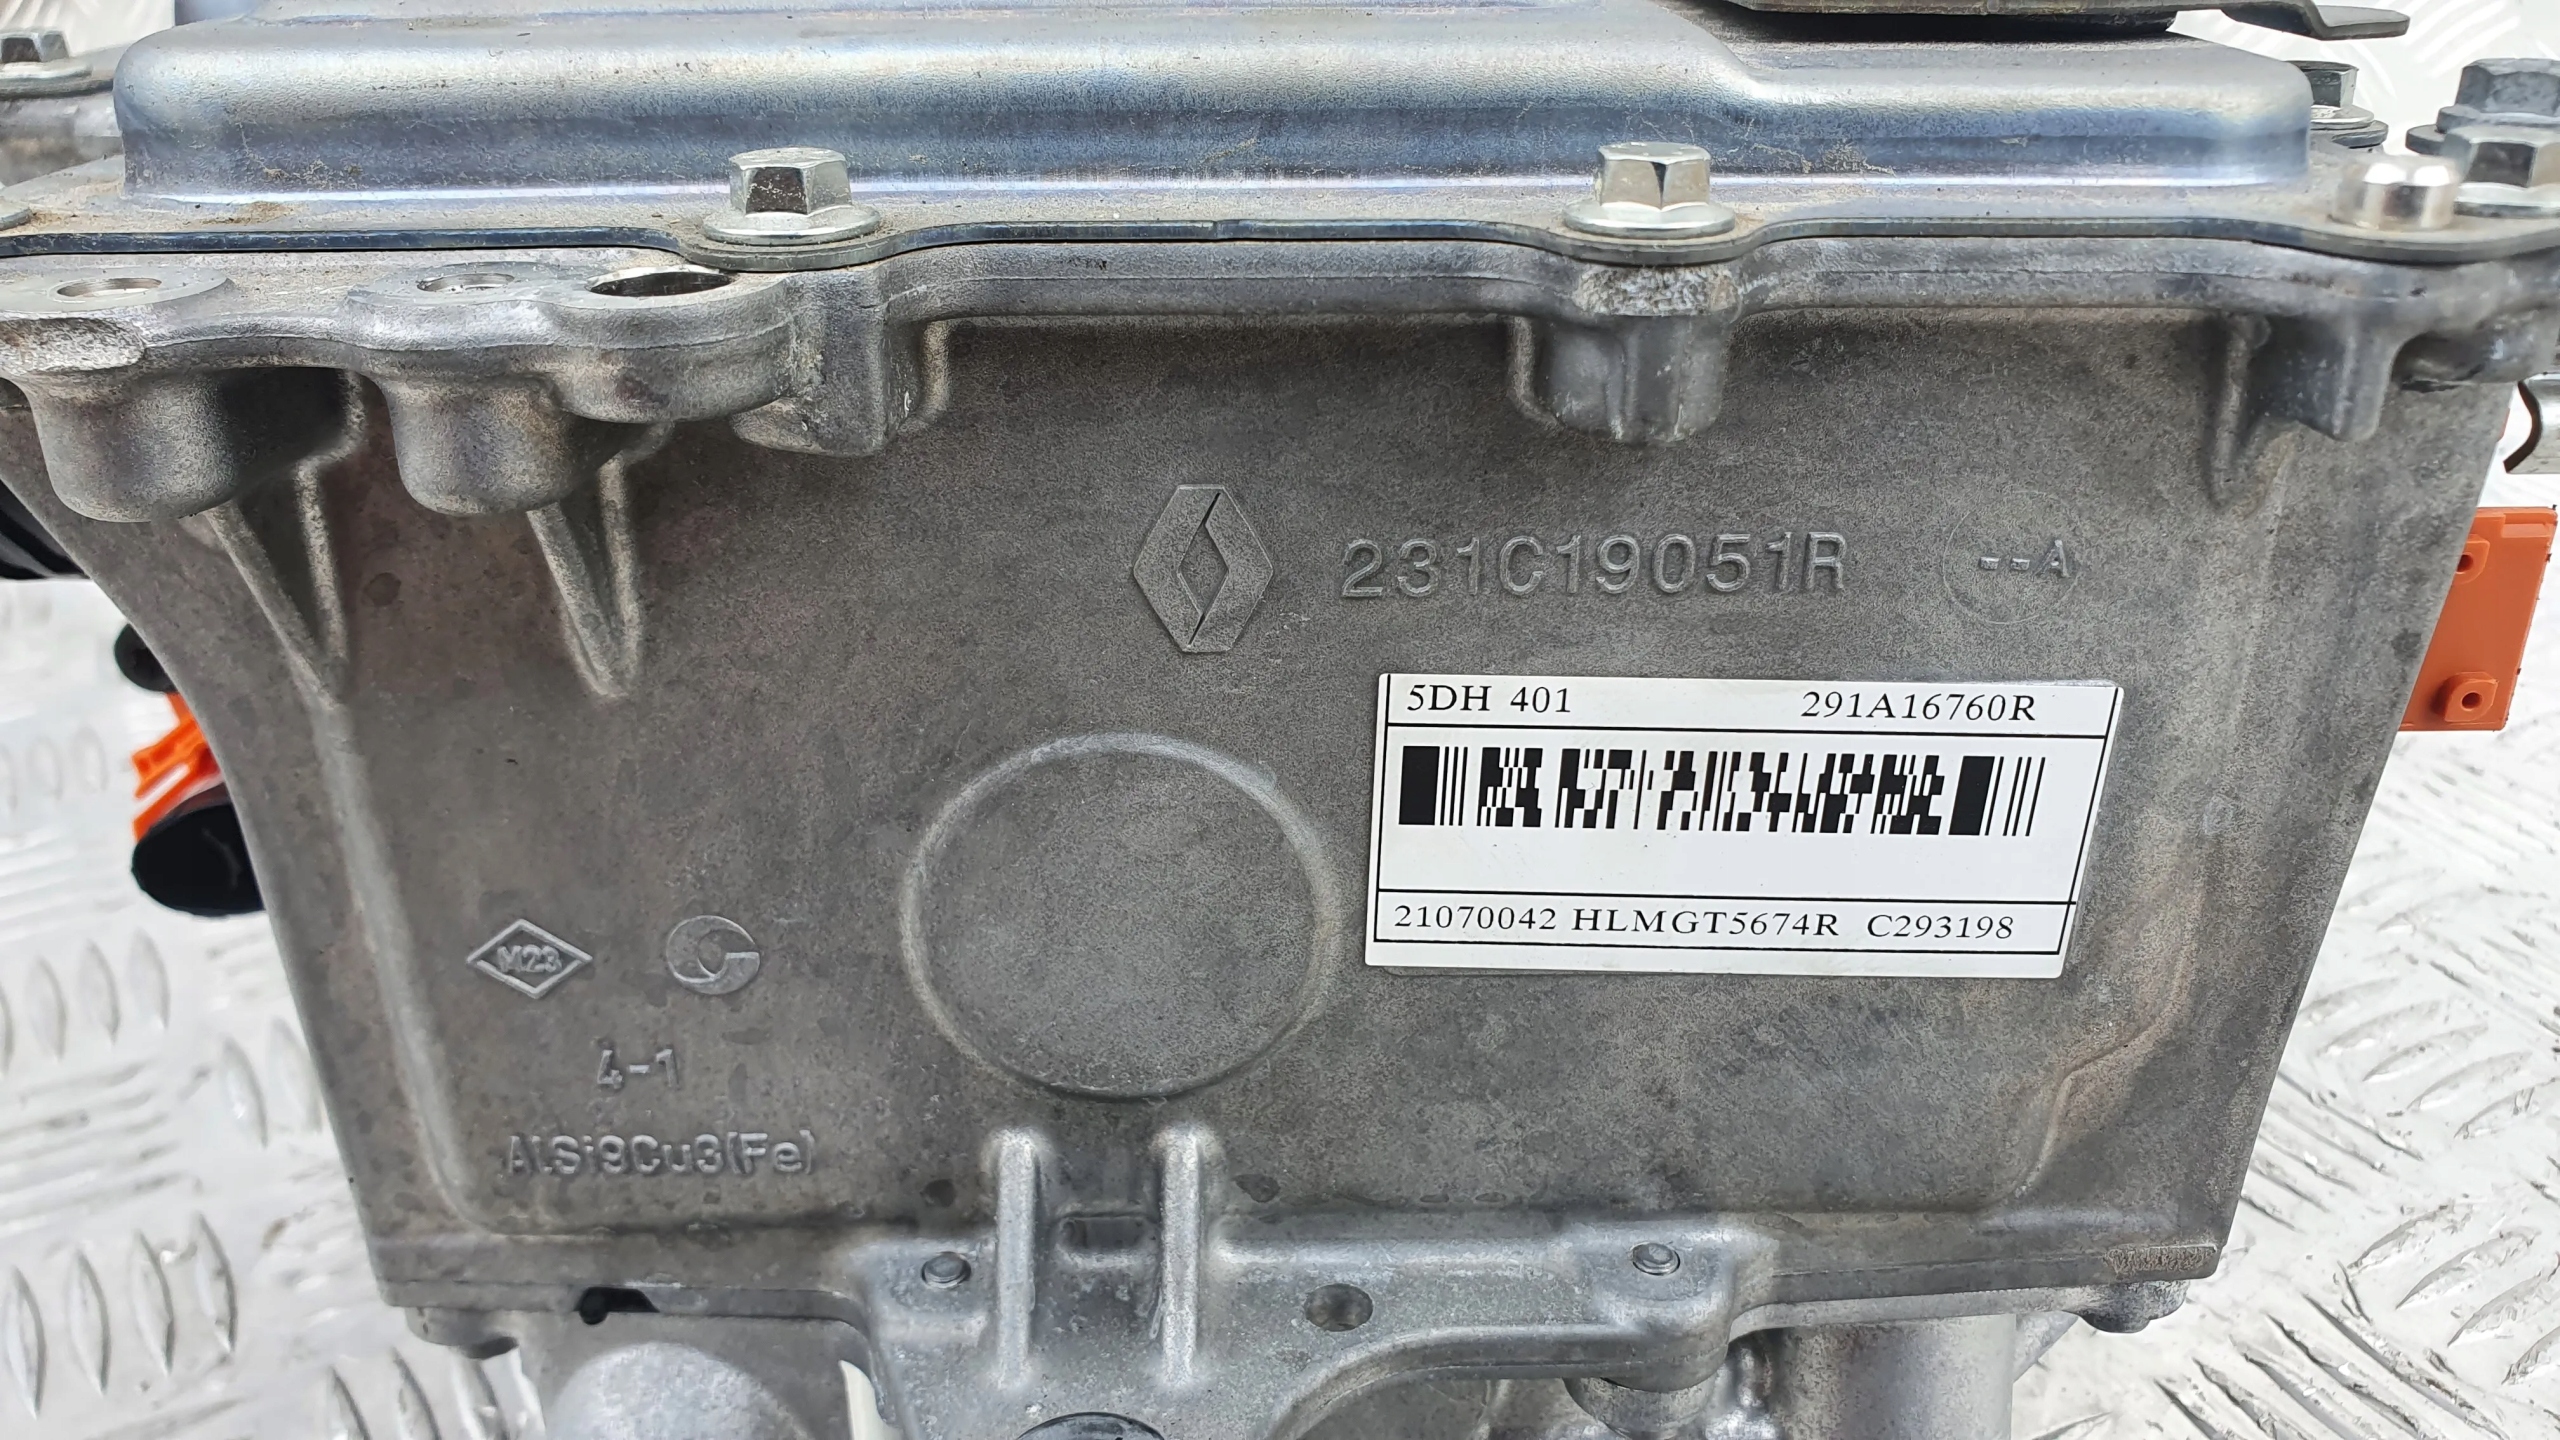 231C19051R --A
5DH 401 291A16760R
21070042 HLMGT5674R C293198
M23
4-1
ALSi9Cu3(Fe)